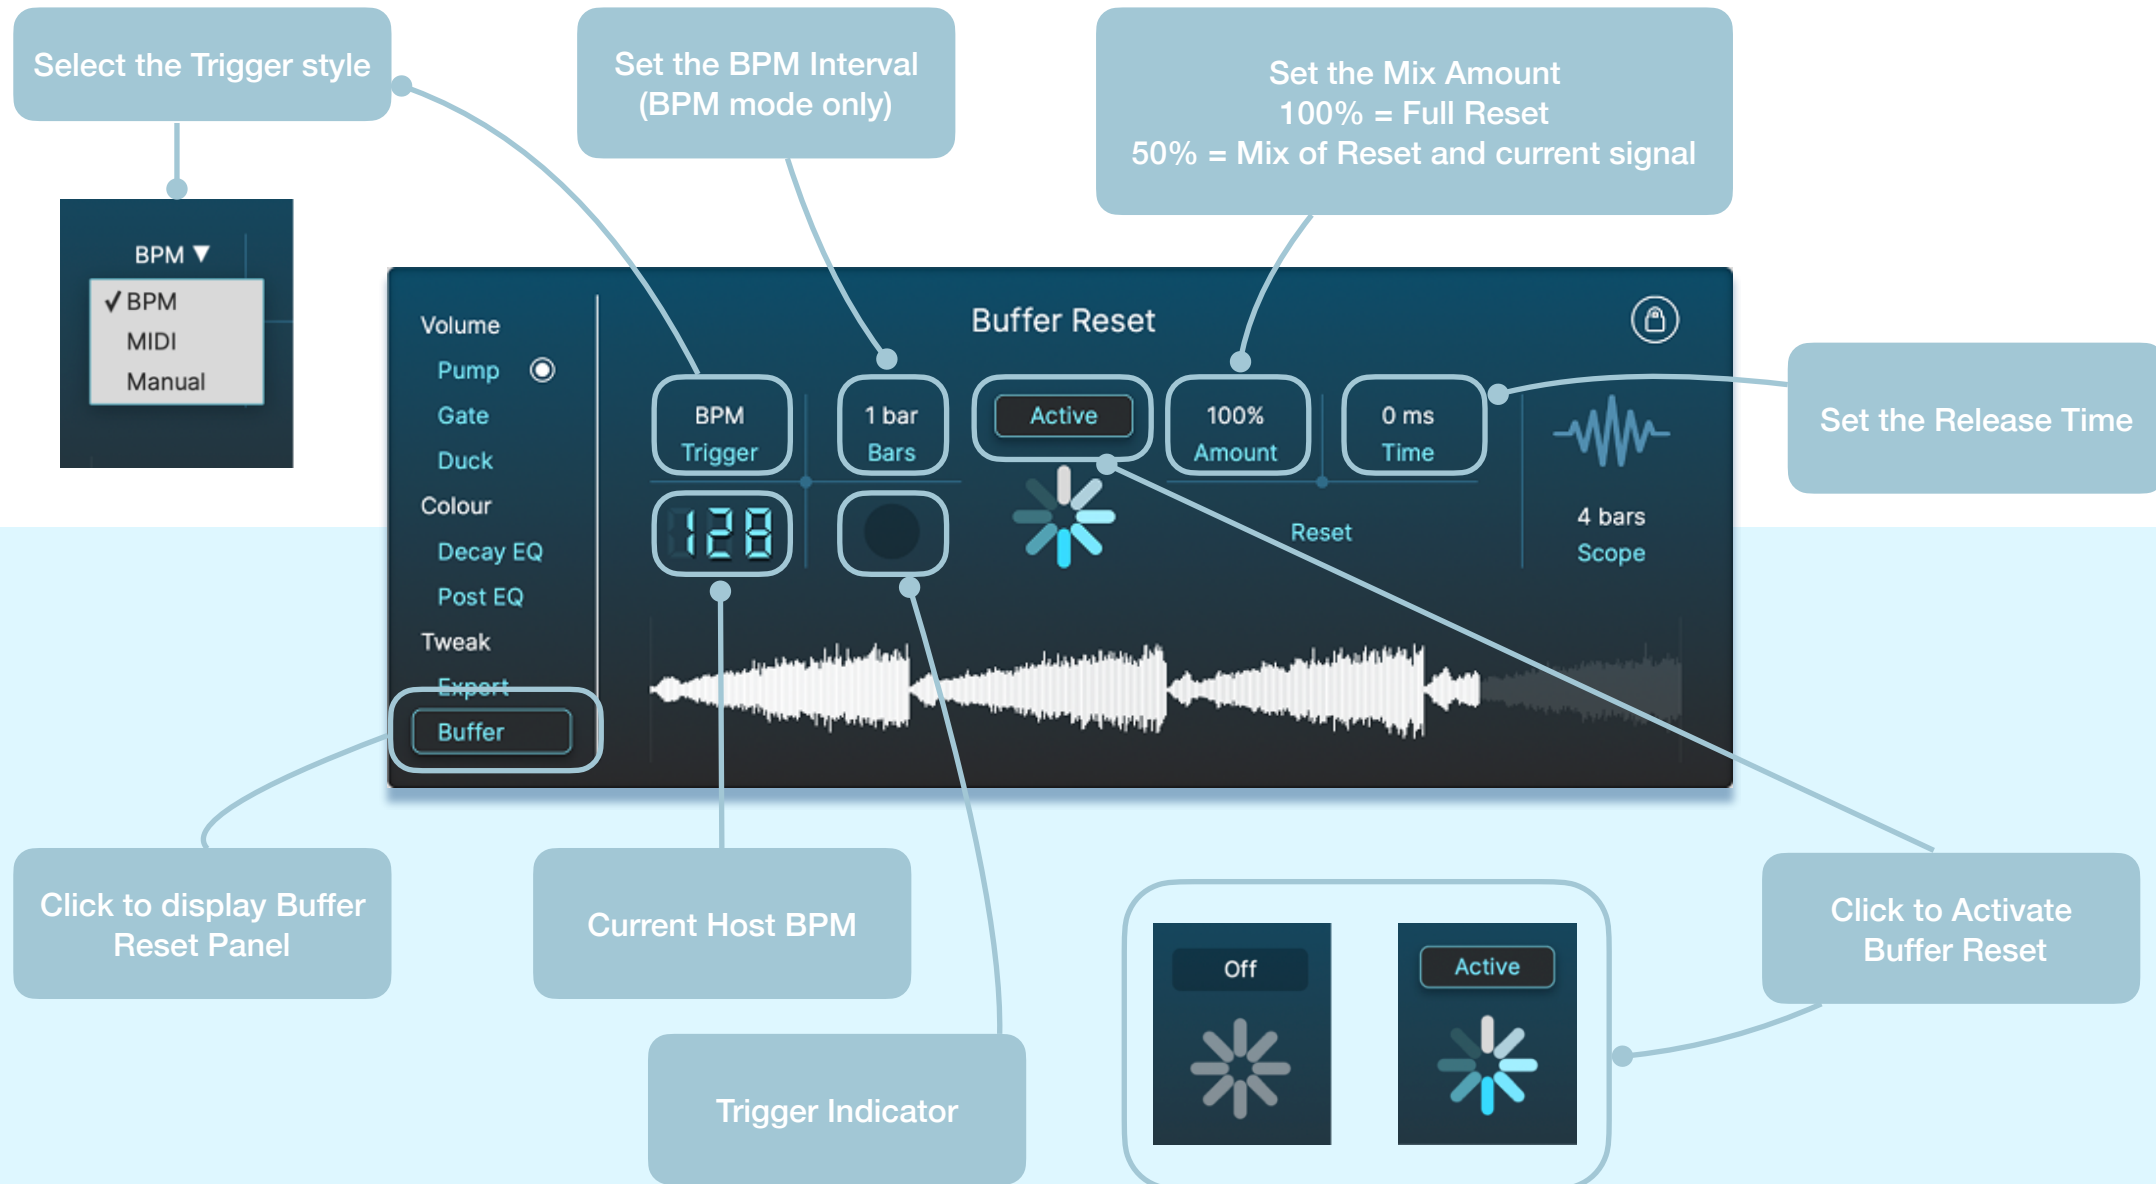 Select the Trigger style
Set the BPM Interval
(BPM mode only)
Set the Mix Amount
100% = Full Reset
50% = Mix of Reset and current signal
BPM ▼
✓ BPM
MIDI
Manual
Buffer Reset
Volume
Pump
Gate
Duck
Colour
Decay EQ
Post EQ
Tweak
Expert
Buffer
BPM
Trigger
1 bar
Bars
Active
100%
Amount
0 ms
Time
128
Reset
4 bars
Scope
Set the Release Time
Click to display Buffer
Reset Panel
Current Host BPM
Trigger Indicator
Off
Active
Click to Activate
Buffer Reset